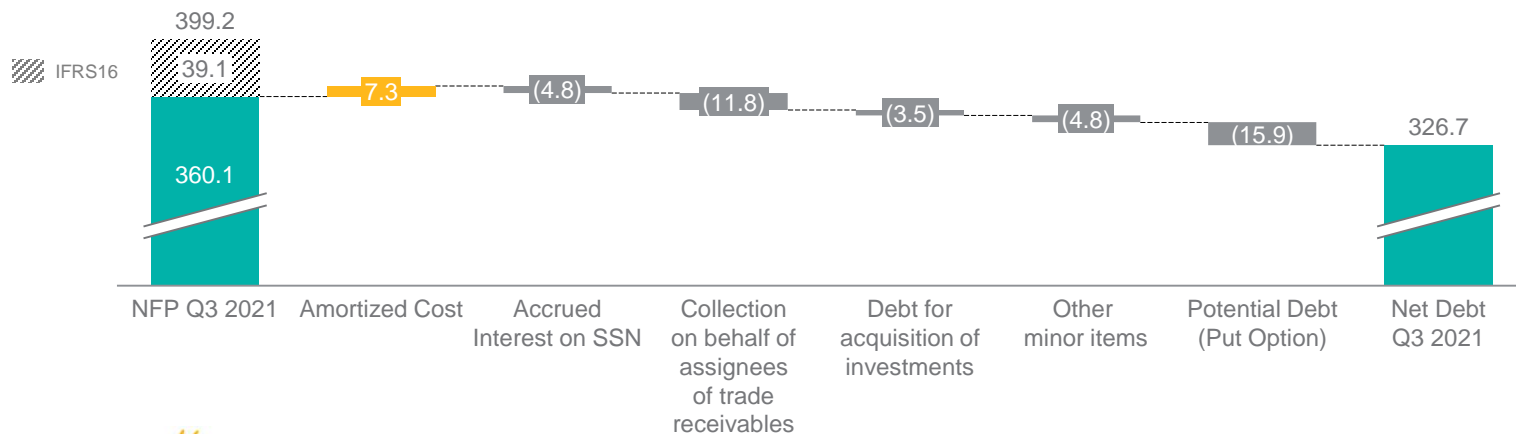 399.2
IFRS16
39.1
7.3
(4.8)
(11.8)
(3.5)
(4.8)
(15.9)
326.7
360.1
NFP Q3 2021
Amortized Cost
Accrued
Interest on SSN
Collection
on behalf of
assignees
of trade
receivables
Debt for
acquisition of
investments
Other
minor items
Potential Debt
(Put Option)
Net Debt
Q3 2021